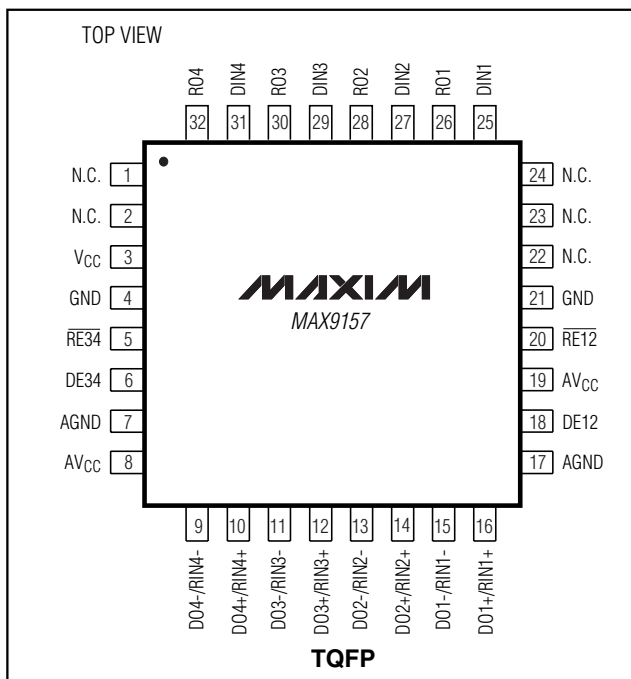 TOP VIEW
RO4 DIN4 RO3 DIN3 RO2 DIN2 RO1 DIN1
32 31 30 29 28 27 26 25
N.C. 1
N.C. 2
VCC 3
GND 4
RE34 5
DE34 6
AGND 7
AVCC 8
MAXIM
MAX9157
24 N.C.
23 N.C.
22 N.C.
21 GND
20 RE12
19 AVCC
18 DE12
17 AGND
9 10 11 12 13 14 15 16
DO4-/RIN4- DO4+/RIN4+ DO3-/RIN3- DO3+/RIN3+ DO2-/RIN2- DO2+/RIN2+ DO1-/RIN1- DO1+/RIN1+
TQFP